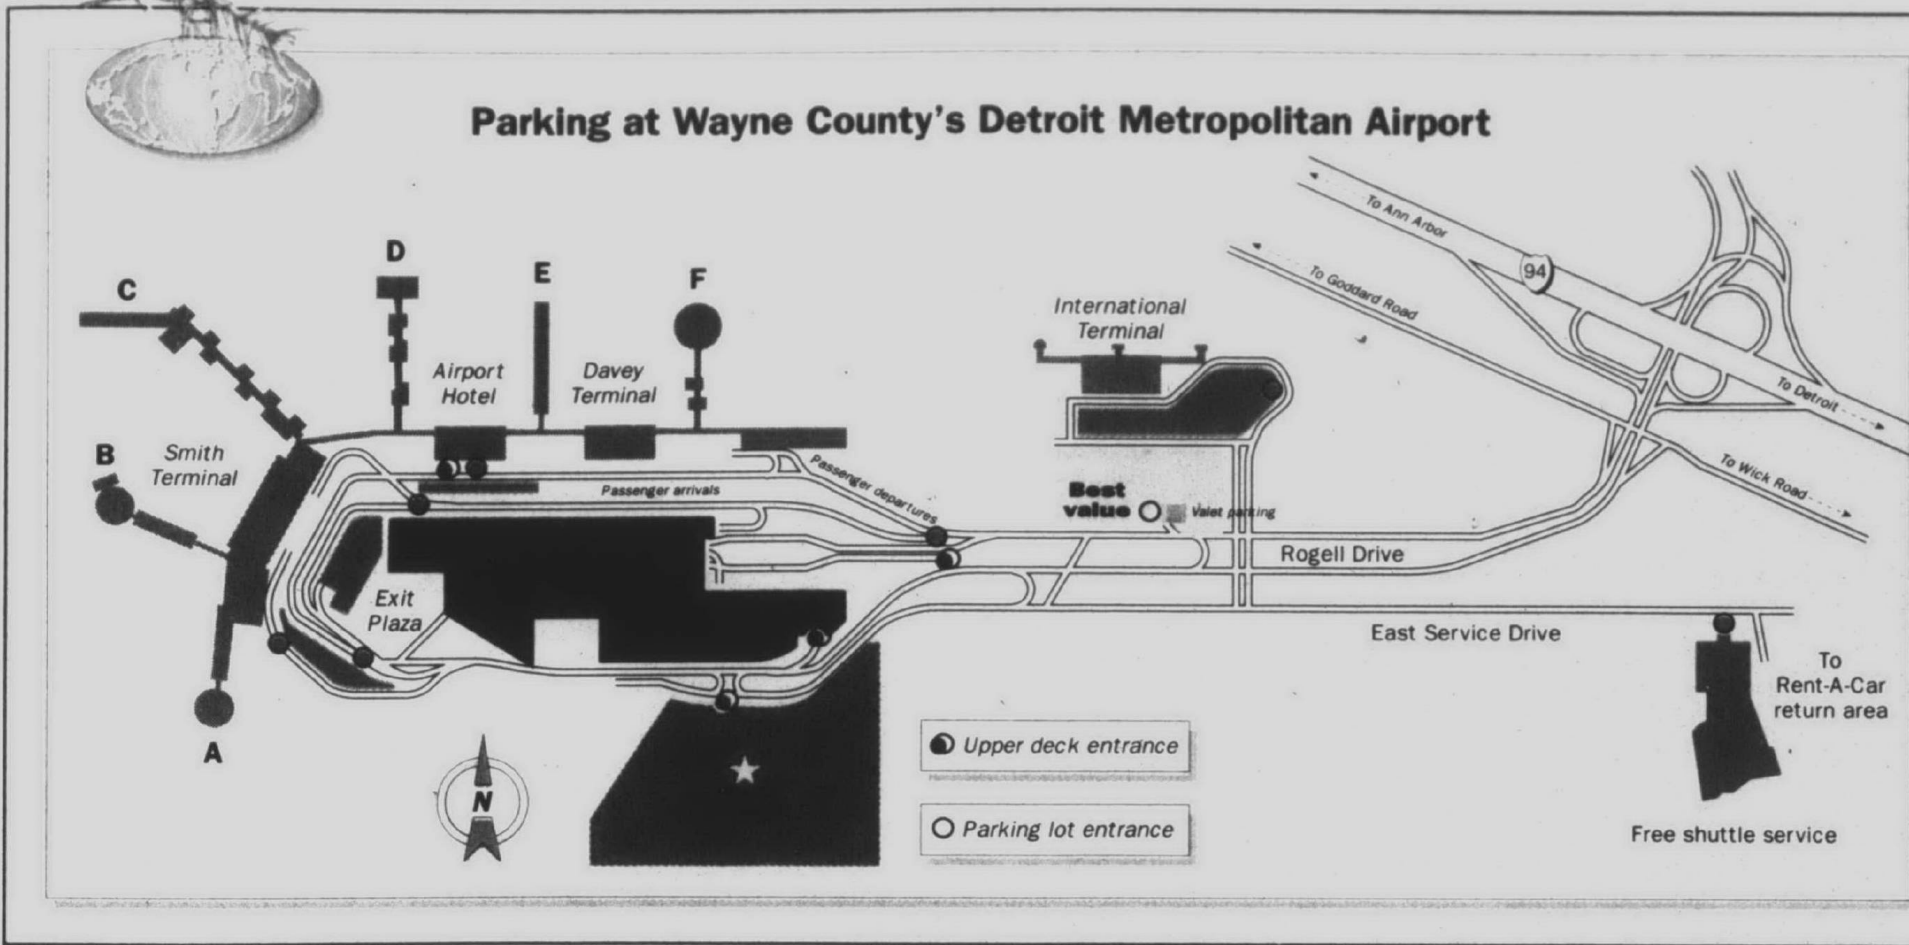 Parking at Wayne County's Detroit Metropolitan Airport
To Ann Arbor
94
To Goddard Road
To Detroit
To Wick Road
International
Terminal
C
D
E
F
Airport
Hotel
Davey
Terminal
B
Smith
Terminal
Passenger arrivals
Passenger departures
Best
value
Valet parking
Rogell Drive
Exit
Plaza
East Service Drive
To
Rent-A-Car
return area
A
N
Upper deck entrance
Parking lot entrance
Free shuttle service